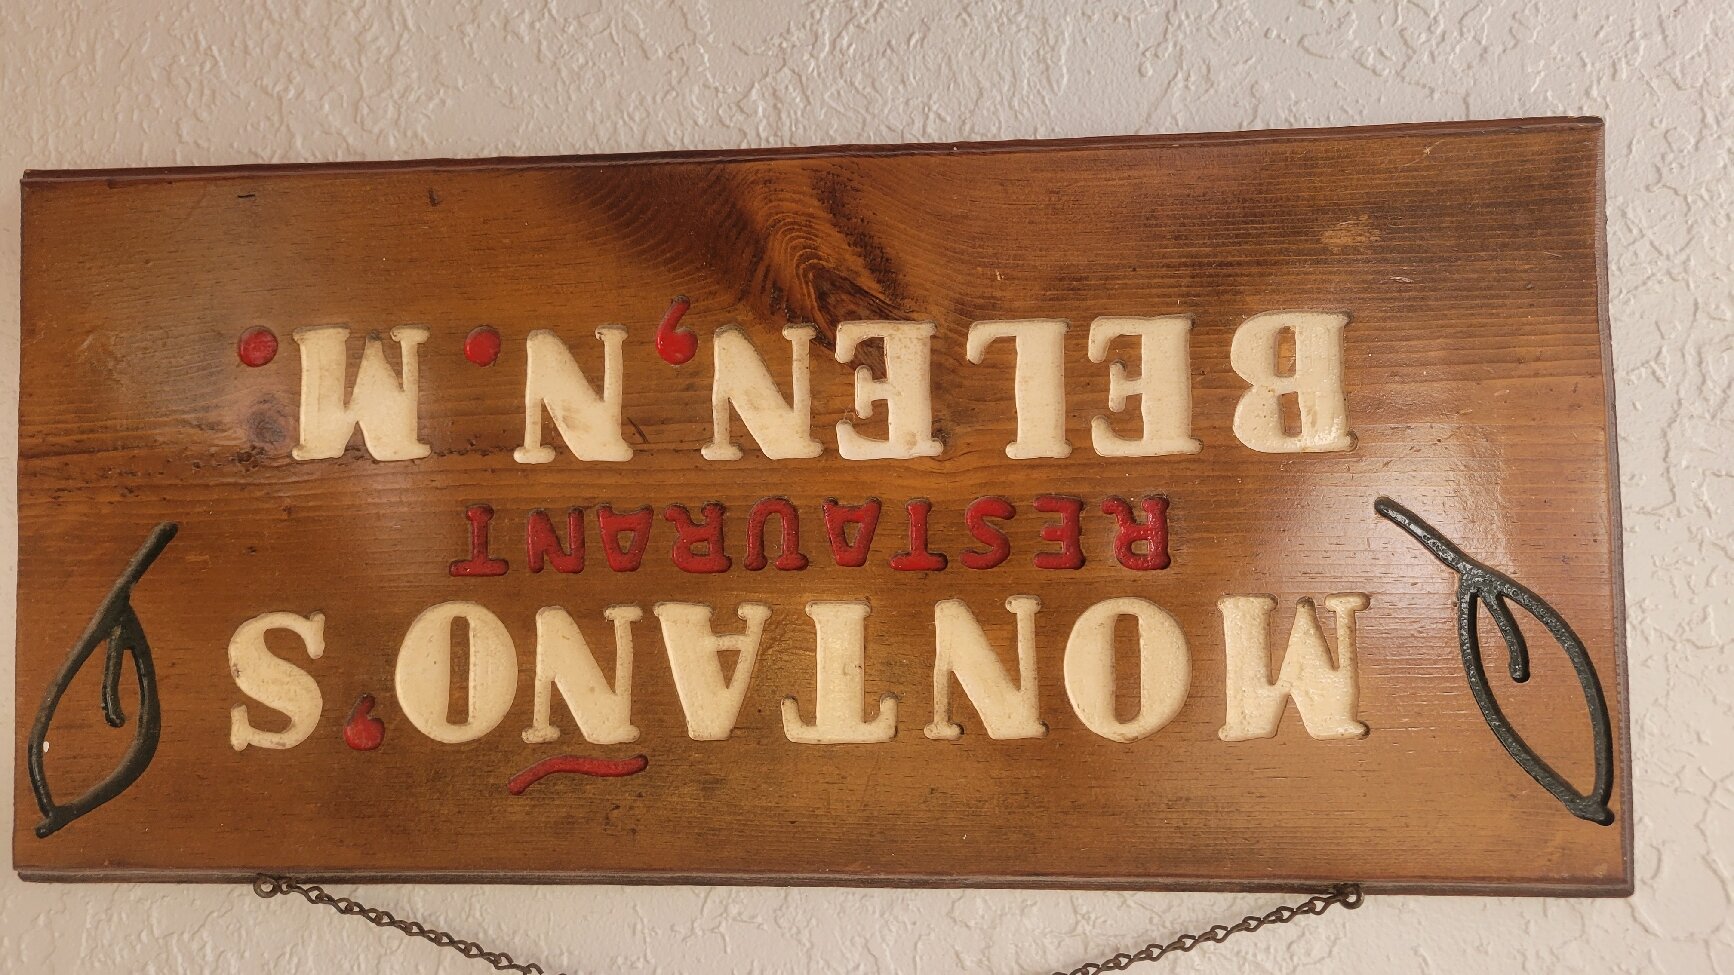 MONTAÑO'S
RESTAURANT
BELEN, N.M.